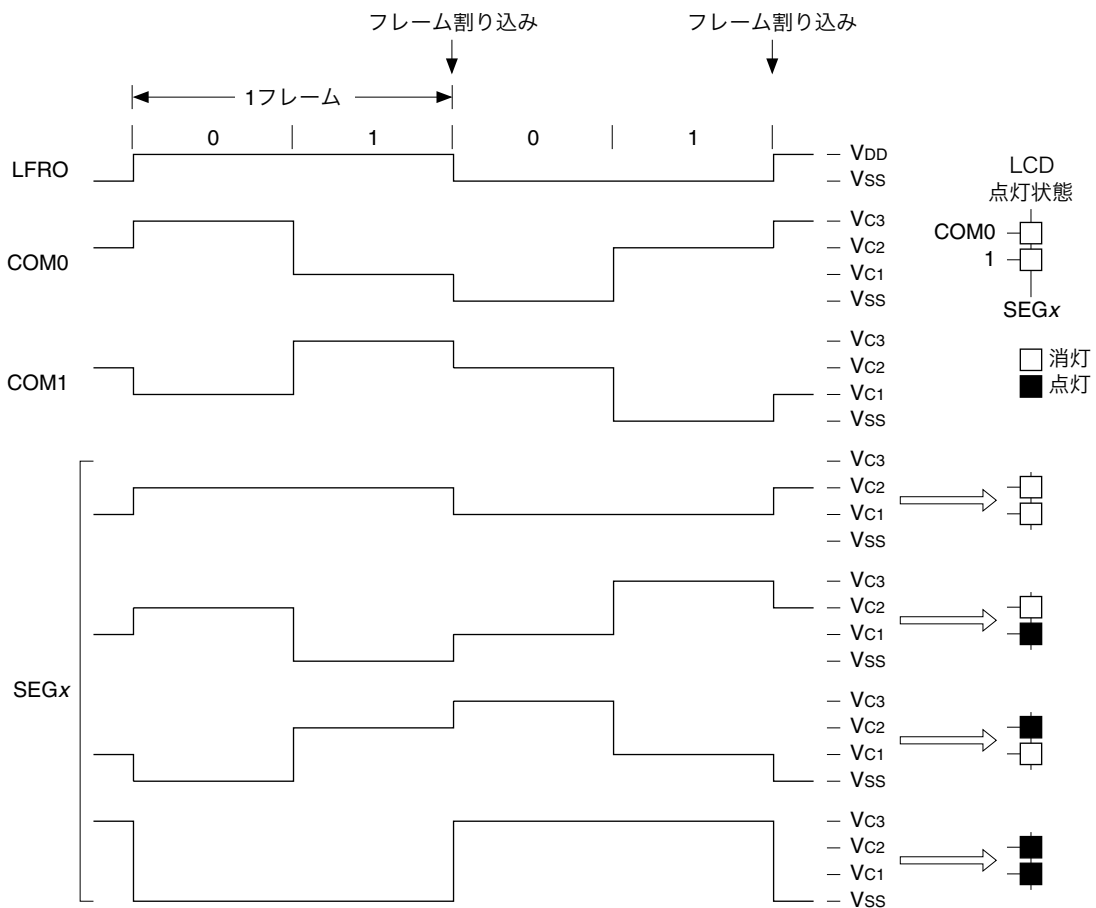 フレーム割り込み フレーム割り込み
1フレーム
0 1 0 1
LFRO
VDD
VSS
COM0
VC3
VC2
VC1
VSS
COM1
VC3
VC2
VC1
VSS
SEGx
VC3
VC2
VC1
VSS
VC3
VC2
VC1
VSS
VC3
VC2
VC1
VSS
VC3
VC2
VC1
VSS
LCD
点灯状態
COM0
1
SEGx
消灯
点灯